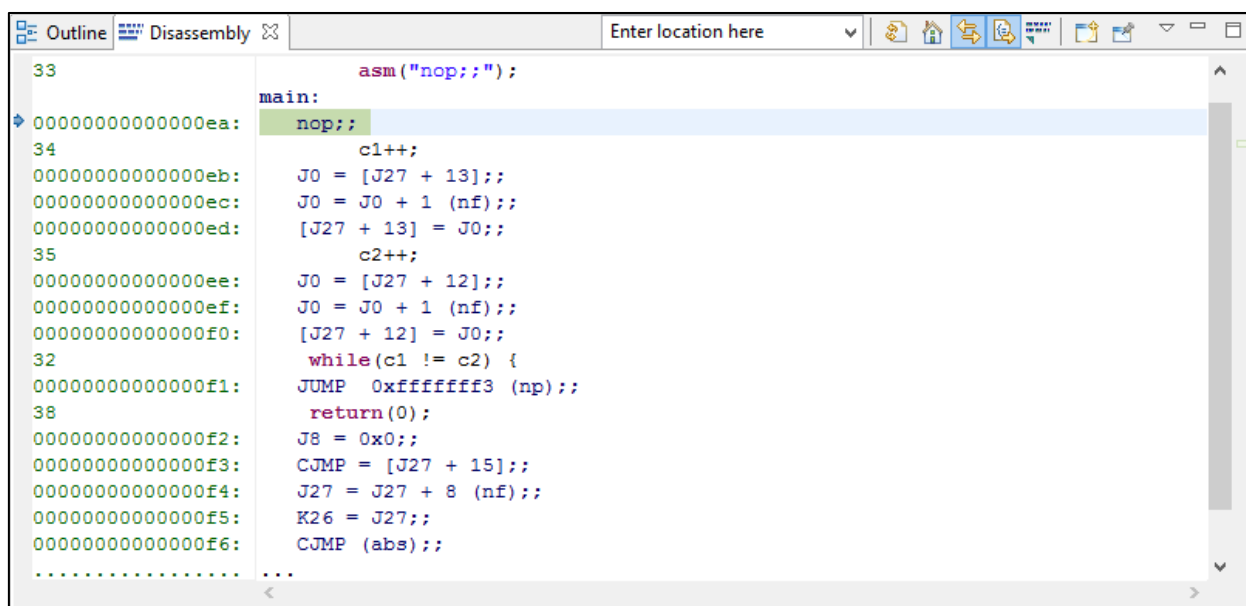 Outline Disassembly Enter location here
33 asm("nop;;");
main:
00000000000000ea: nop;;
34 c1++;
00000000000000eb: J0 = [J27 + 13];;
00000000000000ec: J0 = J0 + 1 (nf);;
00000000000000ed: [J27 + 13] = J0;;
35 c2++;
00000000000000ee: J0 = [J27 + 12];;
00000000000000ef: J0 = J0 + 1 (nf);;
00000000000000f0: [J27 + 12] = J0;;
32 while(c1 != c2) {
00000000000000f1: JUMP 0xfffffff3 (np);;
38 return(0);
00000000000000f2: J8 = 0x0;;
00000000000000f3: CJMP = [J27 + 15];;
00000000000000f4: J27 = J27 + 8 (nf);;
00000000000000f5: K26 = J27;;
00000000000000f6: CJMP (abs);;
................. ...